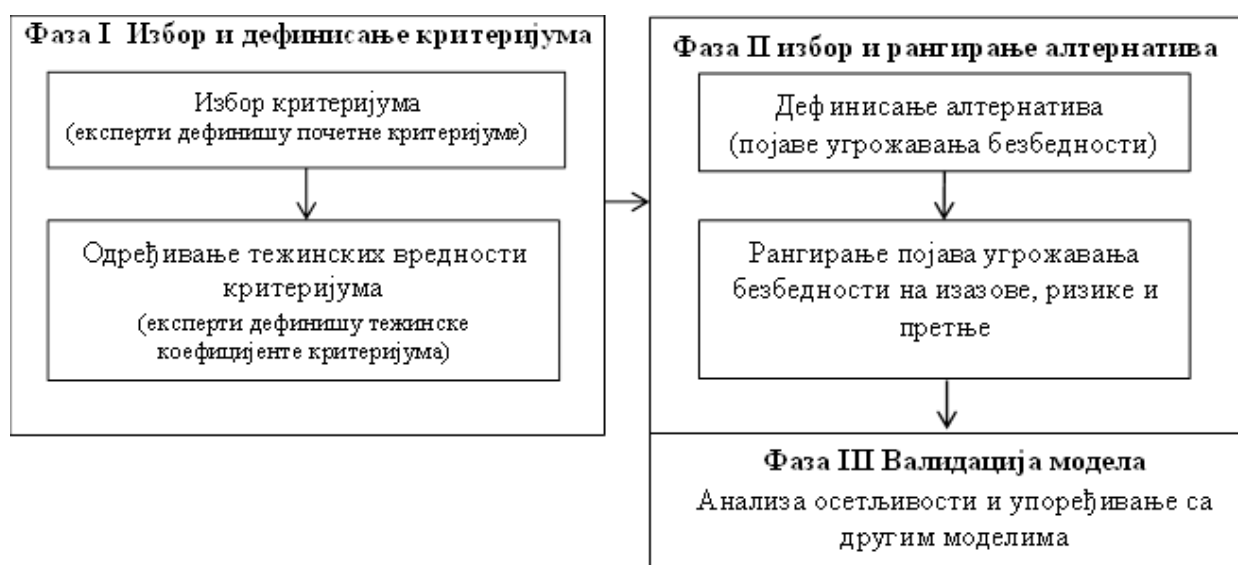 Фаза I Избор и дефинисање критеријума
Избор критеријума
(експерти дефинишу почетне критеријуме)
Одређивање тежинских вредности
критеријума
(експерти дефинишу тежинске
коефицијенте критеријума)
Фаза II избор и рангирање алтернатива
Дефинисање алтернатива
(појаве угрожавања безбедности)
Рангирање појава угрожавања
безбедности на изазове, ризике и
претње
Фаза III Валидација модела
Анализа осетљивости и упоређивање са
другим моделима